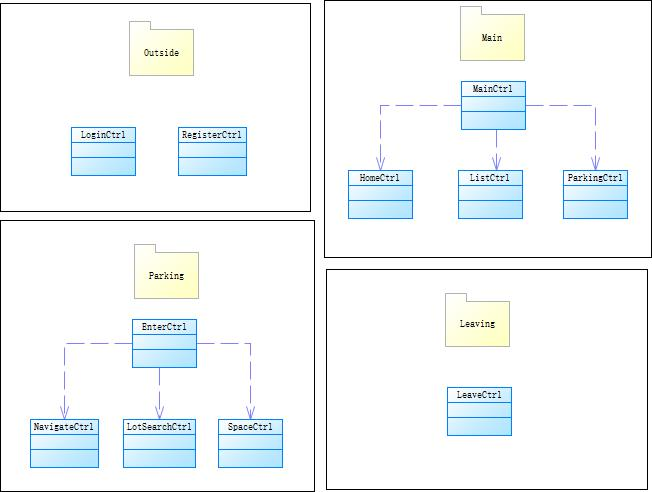 Outside
LoginCtrl
RegisterCtrl
Main
MainCtrl
HomeCtrl
ListCtrl
ParkingCtrl
Parking
EnterCtrl
NavigateCtrl
LotSearchCtrl
SpaceCtrl
Leaving
LeaveCtrl